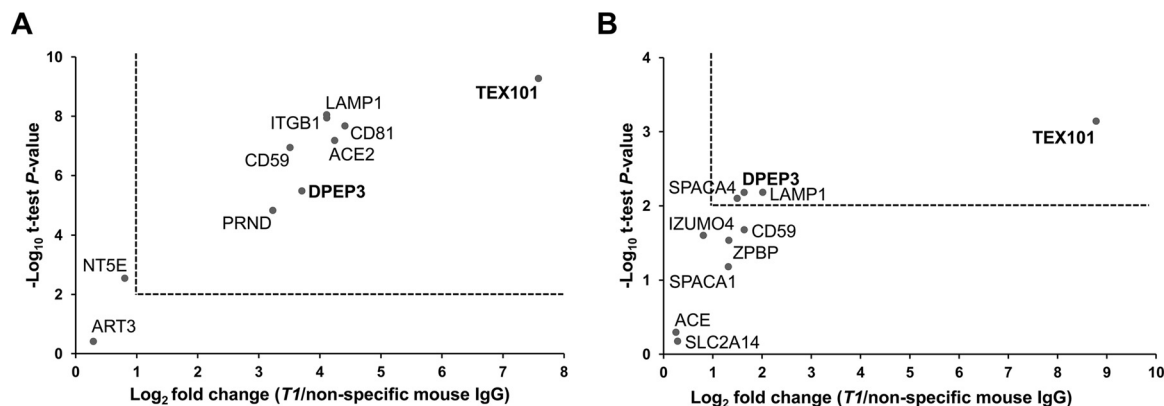 A
B
-Log10 t-test P-value
10
8
6
4
2
0
TEX101
LAMP1
ITGB1
CD81
ACE2
CD59
DPEP3
PRND
NT5E
ART3
0 1 2 3 4 5 6 7 8
Log2 fold change (T1/non-specific mouse IgG)
-Log10 t-test P-value
4
3
2
1
0
TEX101
DPEP3
SPACA4
LAMP1
IZUMO4
CD59
ZPBP
SPACA1
ACE
SLC2A14
0 1 2 3 4 5 6 7 8 9 10
Log2 fold change (T1/non-specific mouse IgG)